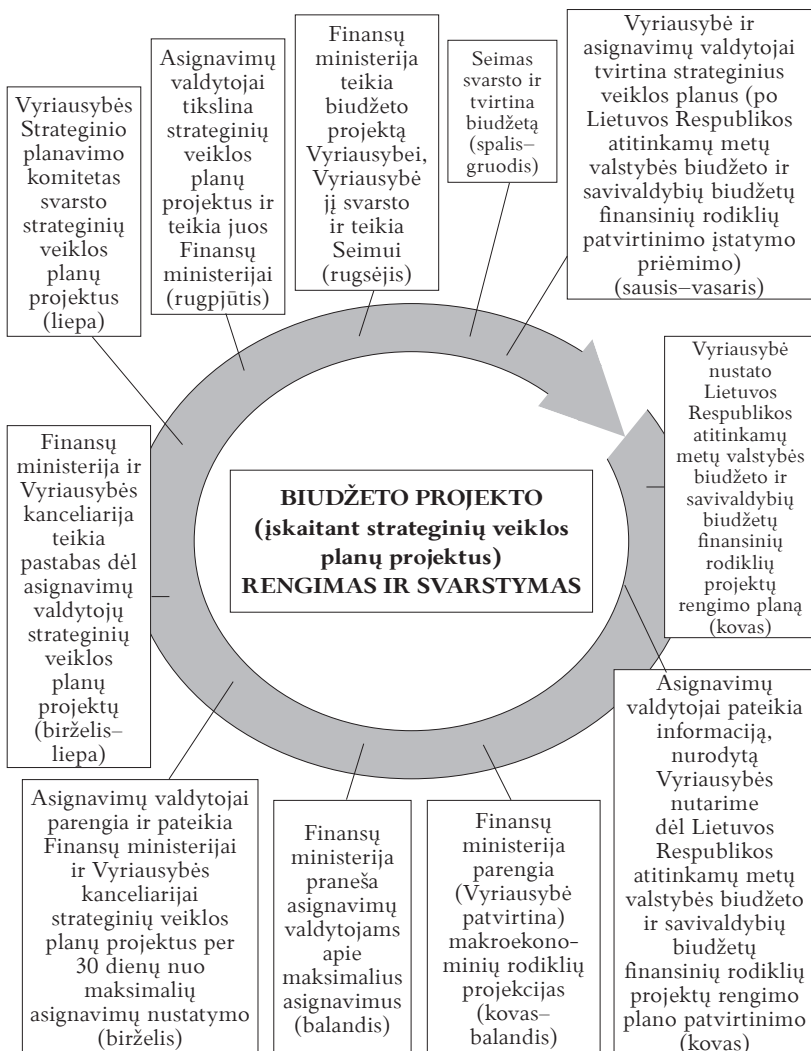 Vyriausybės
Strateginio
planavimo
komitetas
svarsto
strateginių
veiklos
planų
projektus
(liepa)
Asignavimų
valdytojai
tikslina
strateginių
veiklos
planų
projektus ir
teikia juos
Finansų
ministerijai
(rugpjūtis)
Finansų
ministerija
teikia
biudžeto
projektą
Vyriausybei,
Vyriausybė
jį svarsto
ir teikia
Seimui
(rugsėjis)
Seimas
svarsto ir
tvirtina
biudžetą
(spalis–
gruodis)
Vyriausybė ir
asignavimų valdytojai
tvirtina strateginius
veiklos planus (po
Lietuvos Respublikos
atitinkamų metų
valstybės biudžeto ir
savivaldybių biudžetų
finansinių rodiklių
patvirtinimo įstatymo
priėmimo)
(sausis–vasaris)
Vyriausybė
nustato
Lietuvos
Respublikos
atitinkamų
metų valstybės
biudžeto ir
savivaldybių
biudžetų
finansinių
rodiklių
projektų
rengimo planą
(kovas)
Asignavimų
valdytojai pateikia
informaciją,
nurodytą
Vyriausybės
nutarime
dėl Lietuvos
Respublikos
atitinkamų metų
valstybės biudžeto
ir savivaldybių
biudžetų
finansinių rodiklių
projektų rengimo
plano patvirtinimo
(kovas)
Finansų
ministerija
parengia
(Vyriausybė
patvirtina)
makroekono-
minių rodiklių
projekcijas
(kovas–
balandis)
Finansų
ministerija
praneša
asignavimų
valdytojams
apie
maksimalius
asignavimus
(balandis)
Asignavimų valdytojai
parengia ir pateikia
Finansų ministerijai
ir Vyriausybės
kanceliarijai
strateginių veiklos
planų projektus per
30 dienų nuo
maksimalių
asignavimų nustatymo
(birželis)
Finansų
ministerija ir
Vyriausybės
kanceliarija
teikia
pastabas dėl
asignavimų
valdytojų
strateginių
veiklos
planų
projektų
(birželis–
liepa)
BIUDŽETO PROJEKTO
(įskaitant strateginių veiklos
planų projektus)
RENGIMAS IR SVARSTYMAS